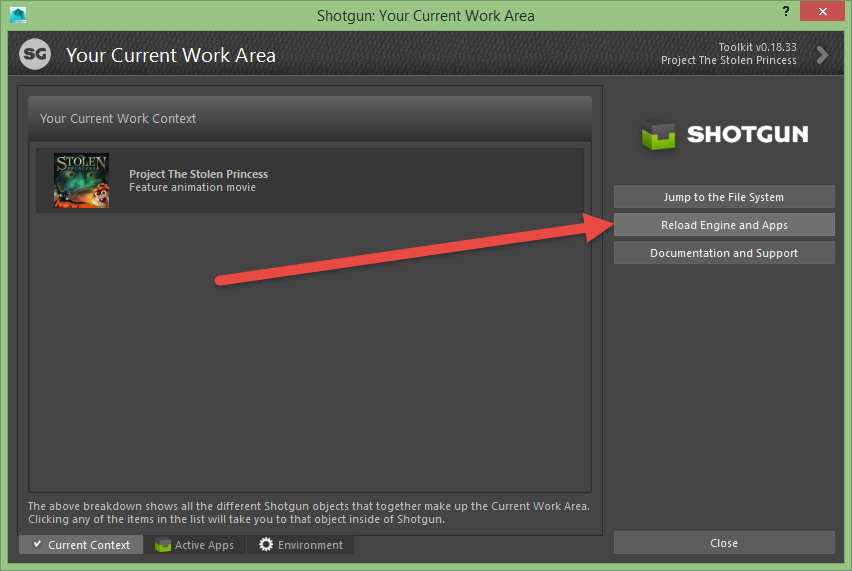 Shotgun: Your Current Work Area
?
SG
Your Current Work Area
Toolkit v0.18.33
Project The Stolen Princess
Your Current Work Context
STOLEN
PRINCESS
Project The Stolen Princess
Feature animation movie
SHOTGUN
Jump to the File System
Reload Engine and Apps
Documentation and Support
The above breakdown shows all the different Shotgun objects that together make up the Current Work Area.
Clicking any of the items in the list will take you to that object inside of Shotgun.
Current Context
Active Apps
Environment
Close